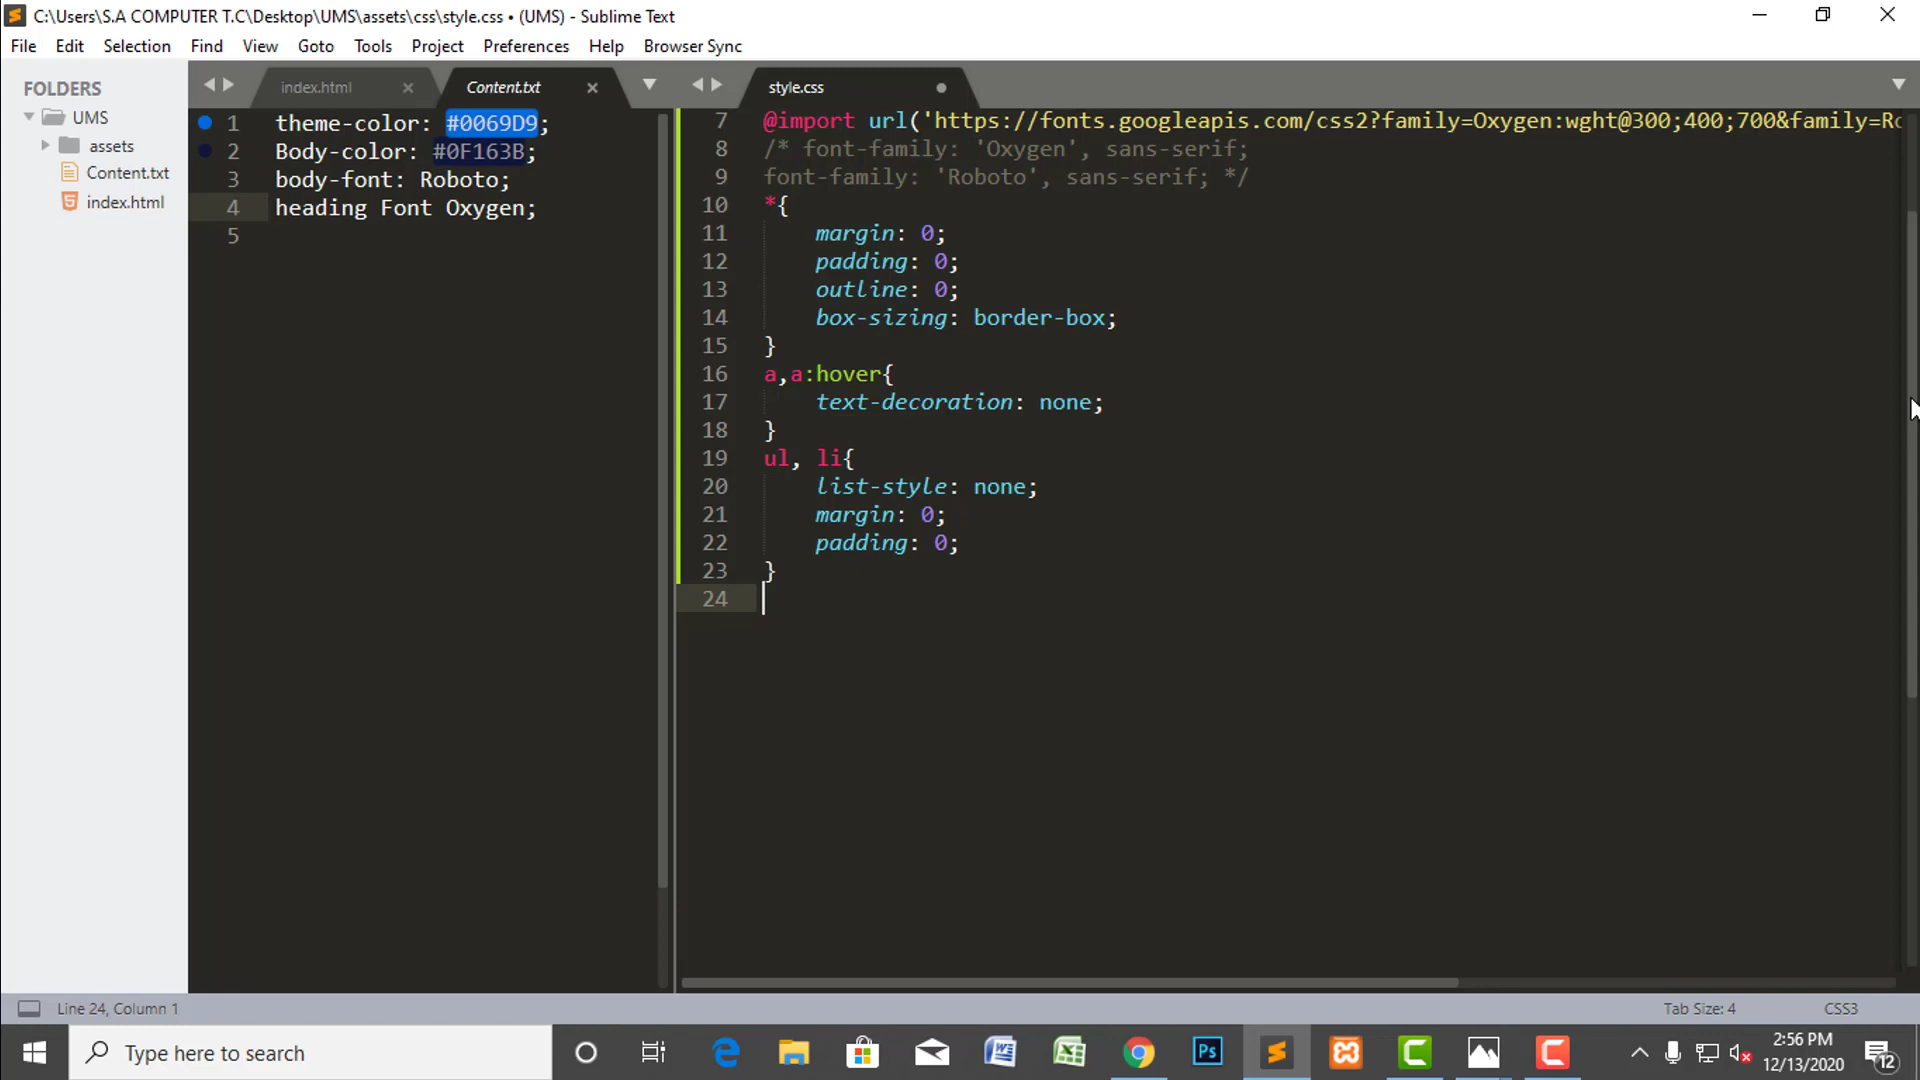 C:\Users\S.A COMPUTER T.C\Desktop\UMS\assets\css\style.css • (UMS) - Sublime Text
File Edit Selection Find View Goto Tools Project Preferences Help Browser Sync
FOLDERS
UMS
assets
Content.txt
index.html
index.html Content.txt
1 theme-color: #0069D9;
2 Body-color: #0F163B;
3 body-font: Roboto;
4 heading Font Oxygen;
5
style.css
7 @import url('https://fonts.googleapis.com/css2?family=Oxygen:wght@300;400;700&family=Ro
8 /* font-family: 'Oxygen', sans-serif;
9 font-family: 'Roboto', sans-serif; */
10 *{
11 margin: 0;
12 padding: 0;
13 outline: 0;
14 box-sizing: border-box;
15 }
16 a,a:hover{
17 text-decoration: none;
18 }
19 ul, li{
20 list-style: none;
21 margin: 0;
22 padding: 0;
23 }
24
Line 24, Column 1
Tab Size: 4 CSS3
Type here to search
Ps
2:56 PM
12/13/2020
12